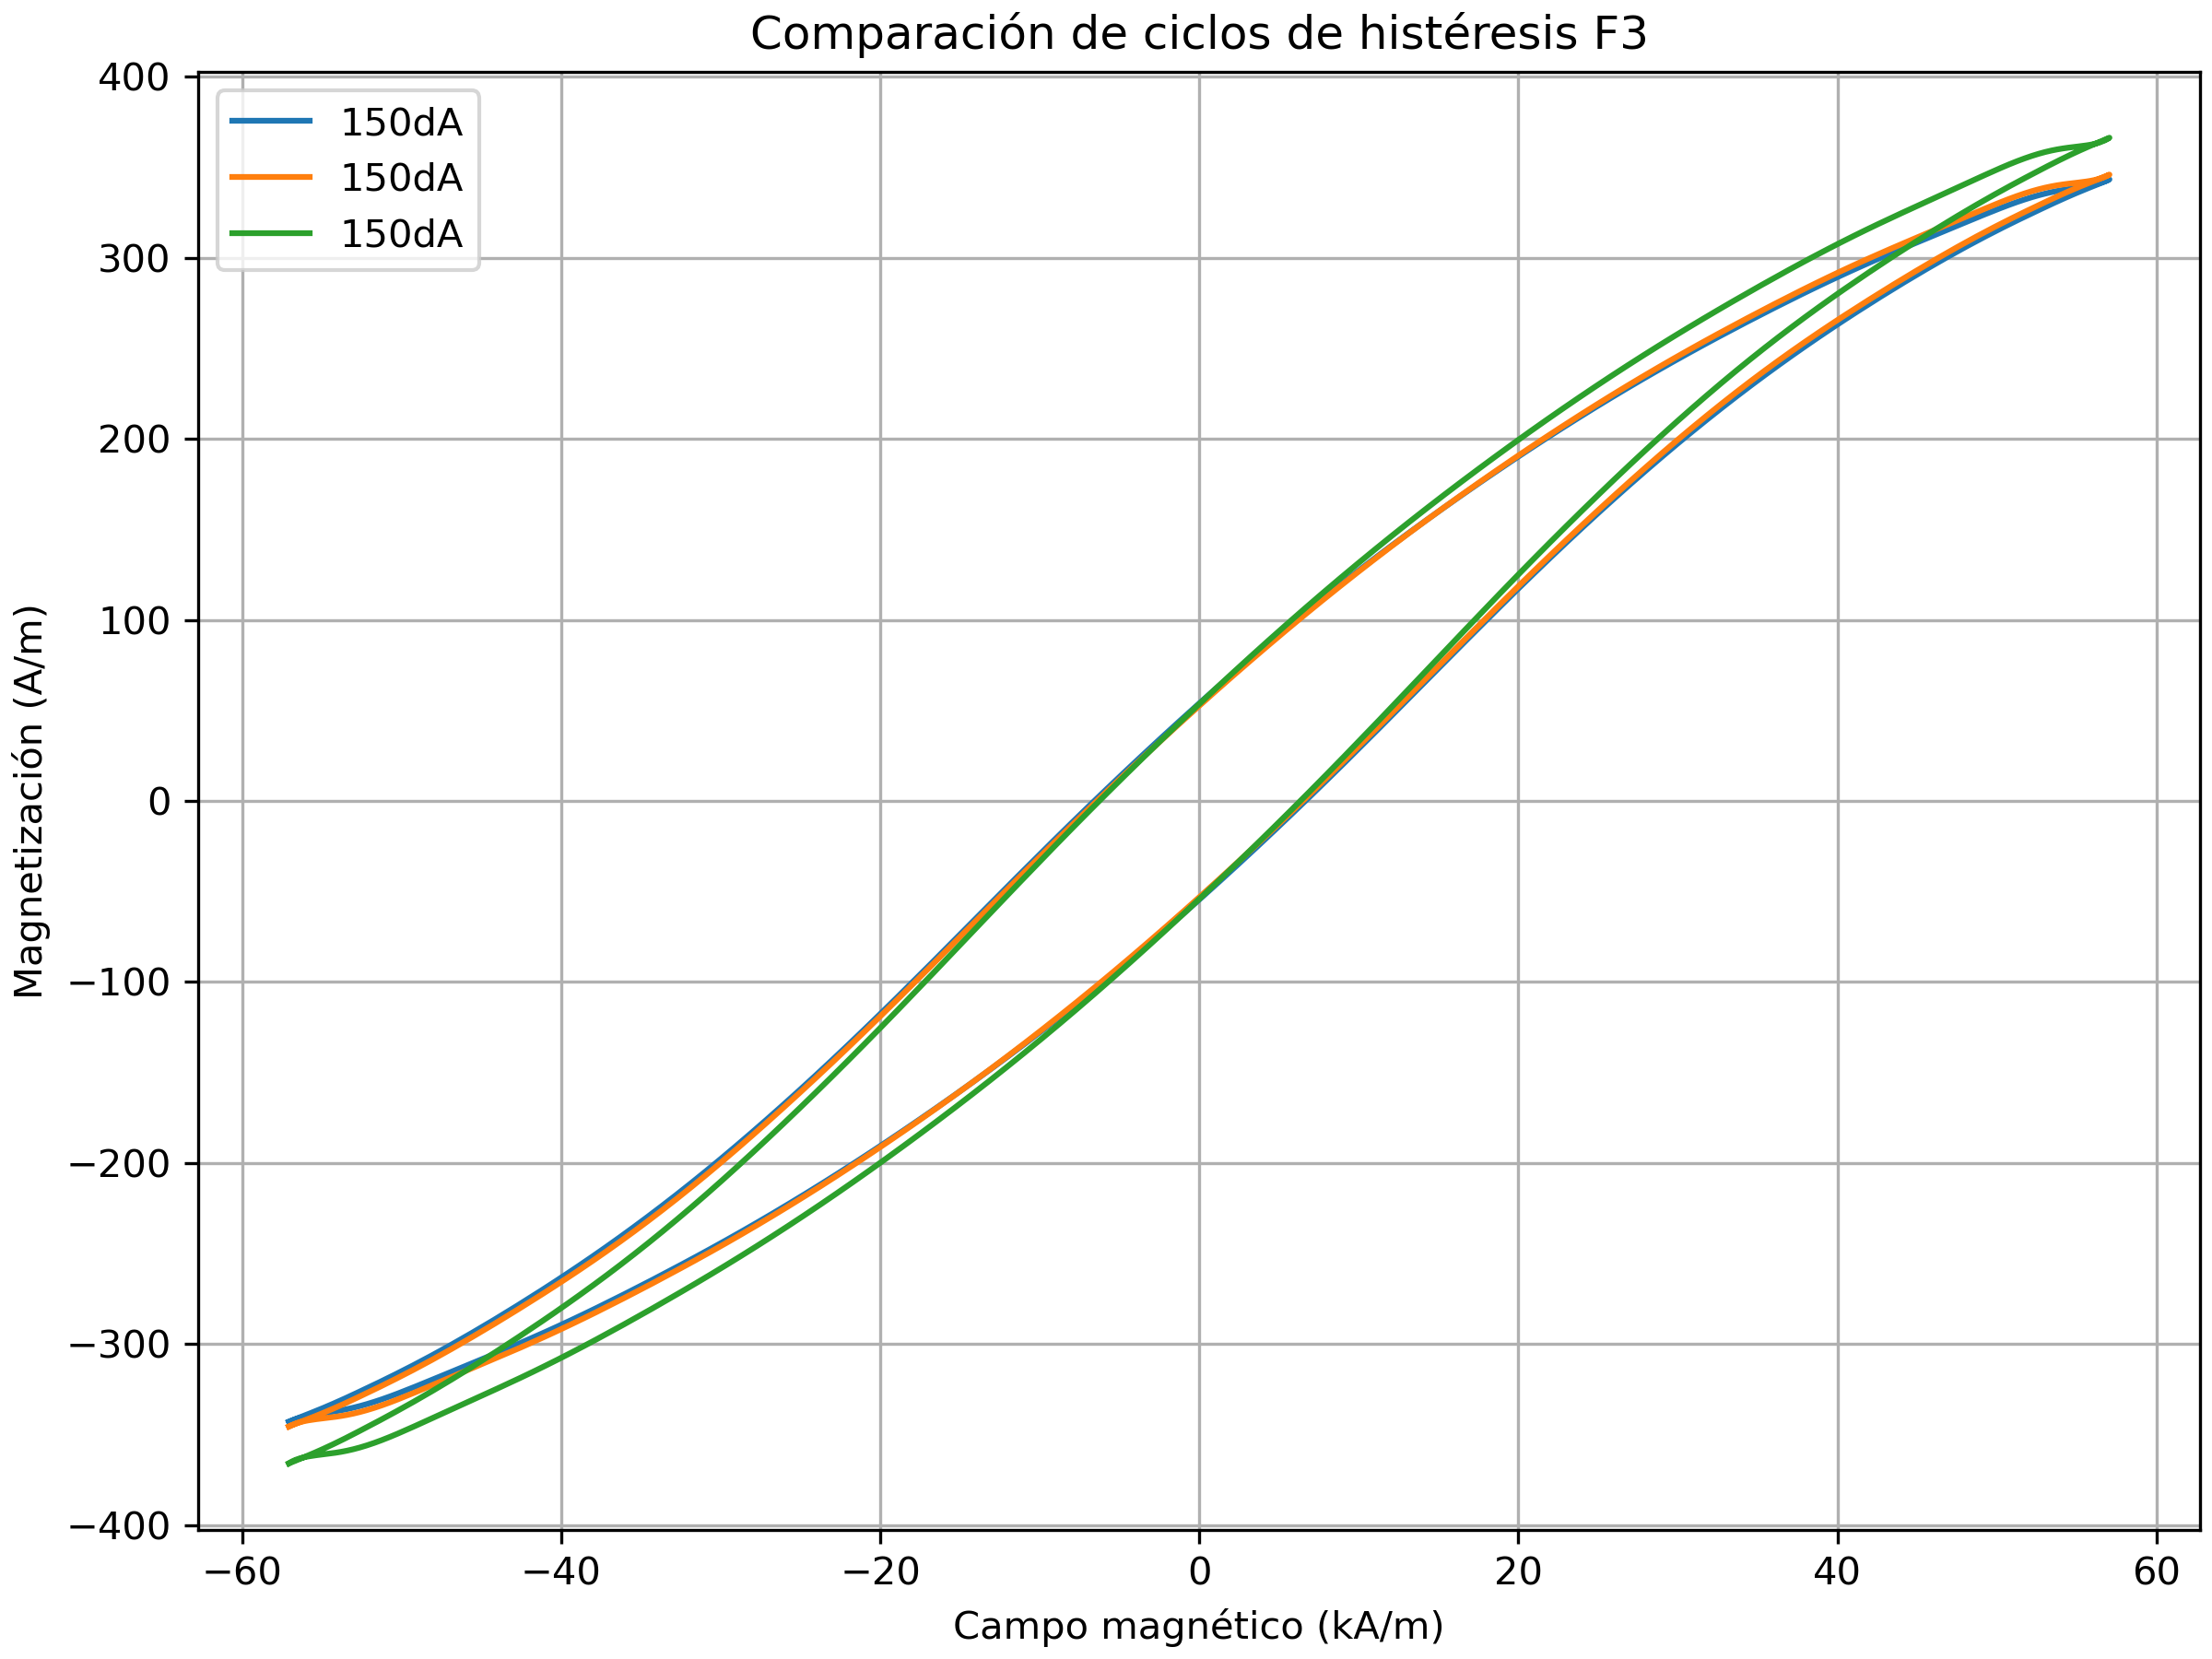 Comparación de ciclos de histéresis F3
150dA
150dA
150dA
400
300
200
100
0
−100
−200
−300
−400
Magnetización (A/m)
−60
−40
−20
0
20
40
60
Campo magnético (kA/m)